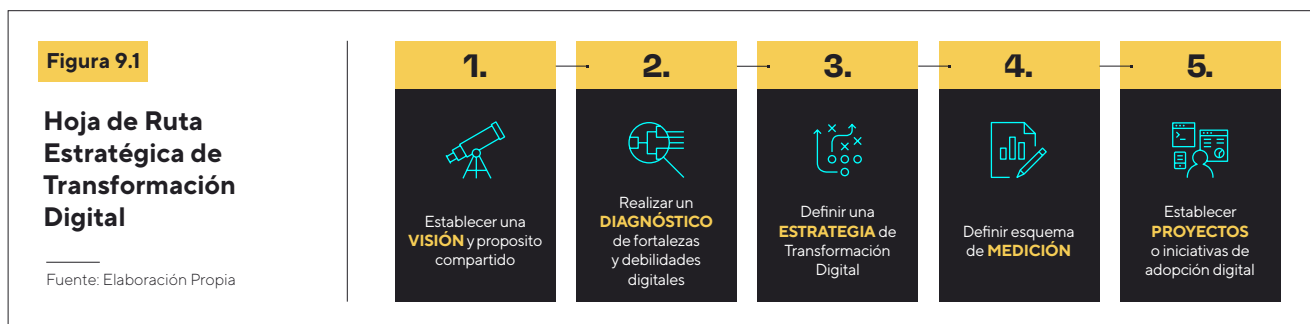 Figura 9.1
Hoja de Ruta
Estratégica de
Transformación
Digital
Fuente: Elaboración Propia
1.
Establecer una
VISIÓN y proposito
compartido
2.
Realizar un
DIAGNÓSTICO
de fortalezas
y debilidades
digitales
3.
Definir una
ESTRATEGIA de
Transformación
Digital
4.
Definir esquema
de MEDICIÓN
5.
Establecer
PROYECTOS
o iniciativas de
adopción digital